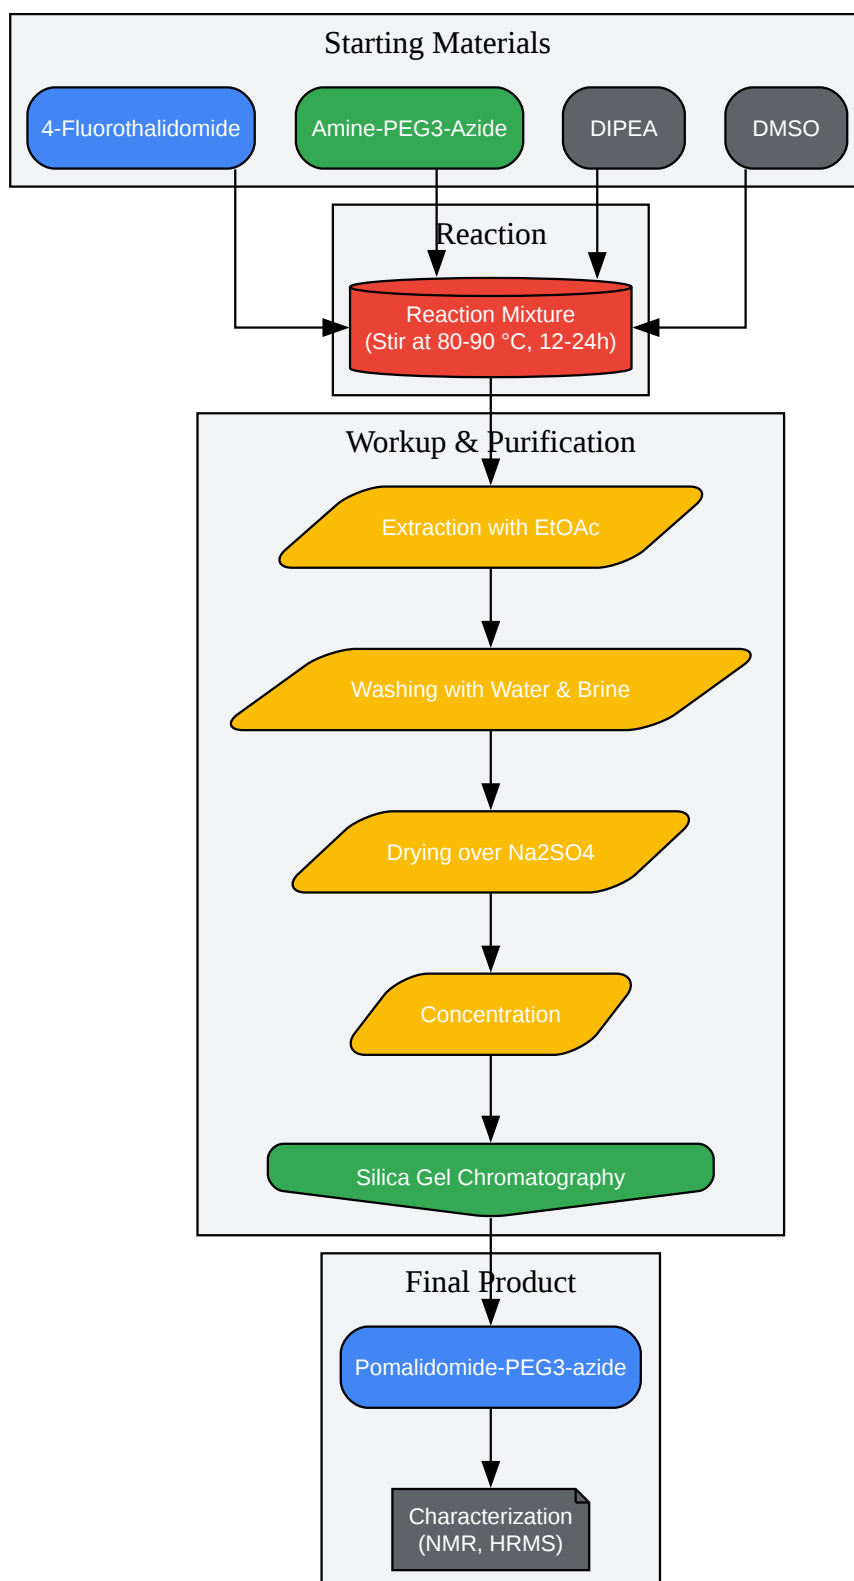 Starting Materials
4-Fluorothalidomide
Amine-PEG3-Azide
DIPEA
DMSO
Reaction
Reaction Mixture
(Stir at 80-90 °C, 12-24h)
Workup & Purification
Extraction with EtOAc
Washing with Water & Brine
Drying over Na2SO4
Concentration
Silica Gel Chromatography
Final Product
Pomalidomide-PEG3-azide
Characterization
(NMR, HRMS)